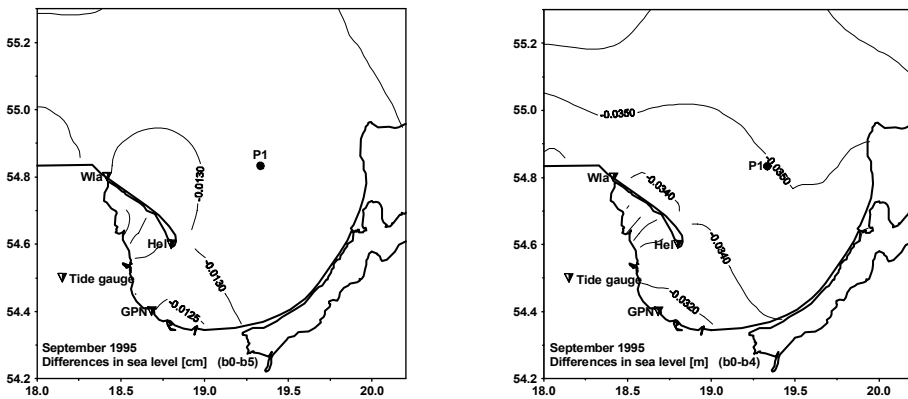 55.2
55.0
54.8
54.6
54.4
54.2
18.0 18.5 19.0 19.5 20.0
P1
Wla
Hel
Tide gauge
GPN
-0.0130
-0.0130
-0.0125
September 1995
Differences in sea level [cm] (b0-b5)
55.2
55.0
54.8
54.6
54.4
54.2
18.0 18.5 19.0 19.5 20.0
-0.0350
P1
-0.0350
Wla
-0.0340
Hel
-0.0340
Tide gauge
-0.0320
GPN
September 1995
Differences in sea level [m] (b0-b4)